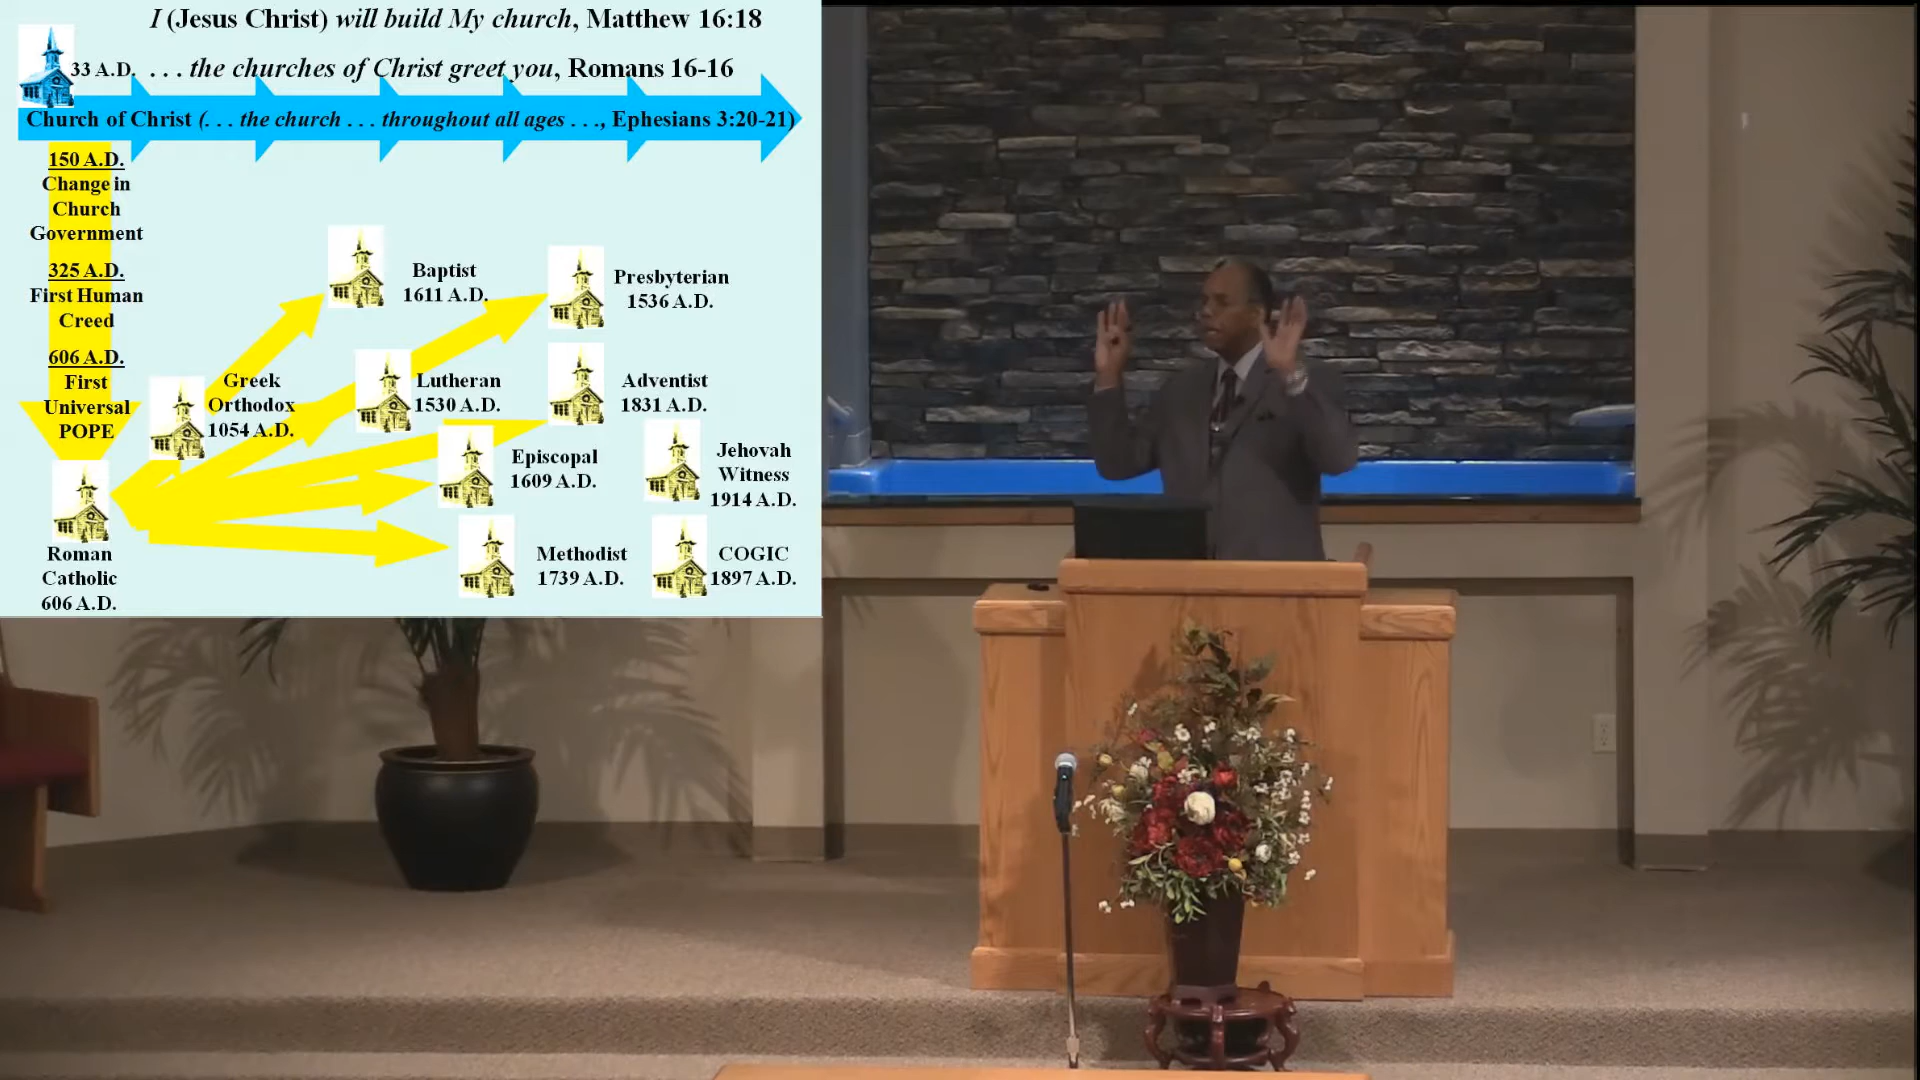 I (Jesus Christ) will build My church, Matthew 16:18
33 A.D. . . . the churches of Christ greet you, Romans 16-16
Church of Christ (. . . the church . . . throughout all ages . . ., Ephesians 3:20-21)
150 A.D.
Change in
Church
Government
325 A.D.
First Human
Creed
606 A.D.
First
Universal
POPE
Roman
Catholic
606 A.D.
Greek
Orthodox
1054 A.D.
Baptist
1611 A.D.
Lutheran
1530 A.D.
Presbyterian
1536 A.D.
Adventist
1831 A.D.
Episcopal
1609 A.D.
Jehovah
Witness
1914 A.D.
Methodist
1739 A.D.
COGIC
1897 A.D.